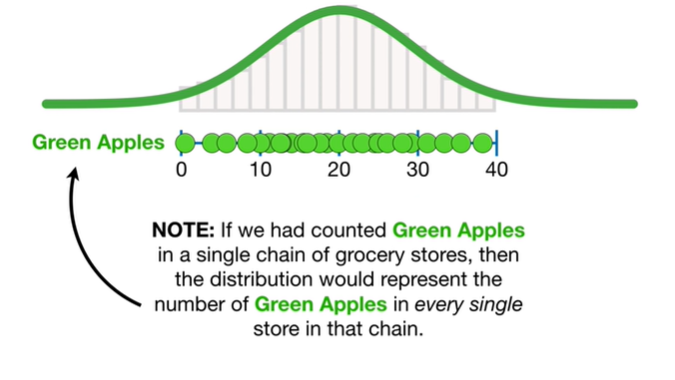 Green Apples
0 10 20 30 40
NOTE: If we had counted Green Apples
in a single chain of grocery stores, then
the distribution would represent the
number of Green Apples in every single
store in that chain.